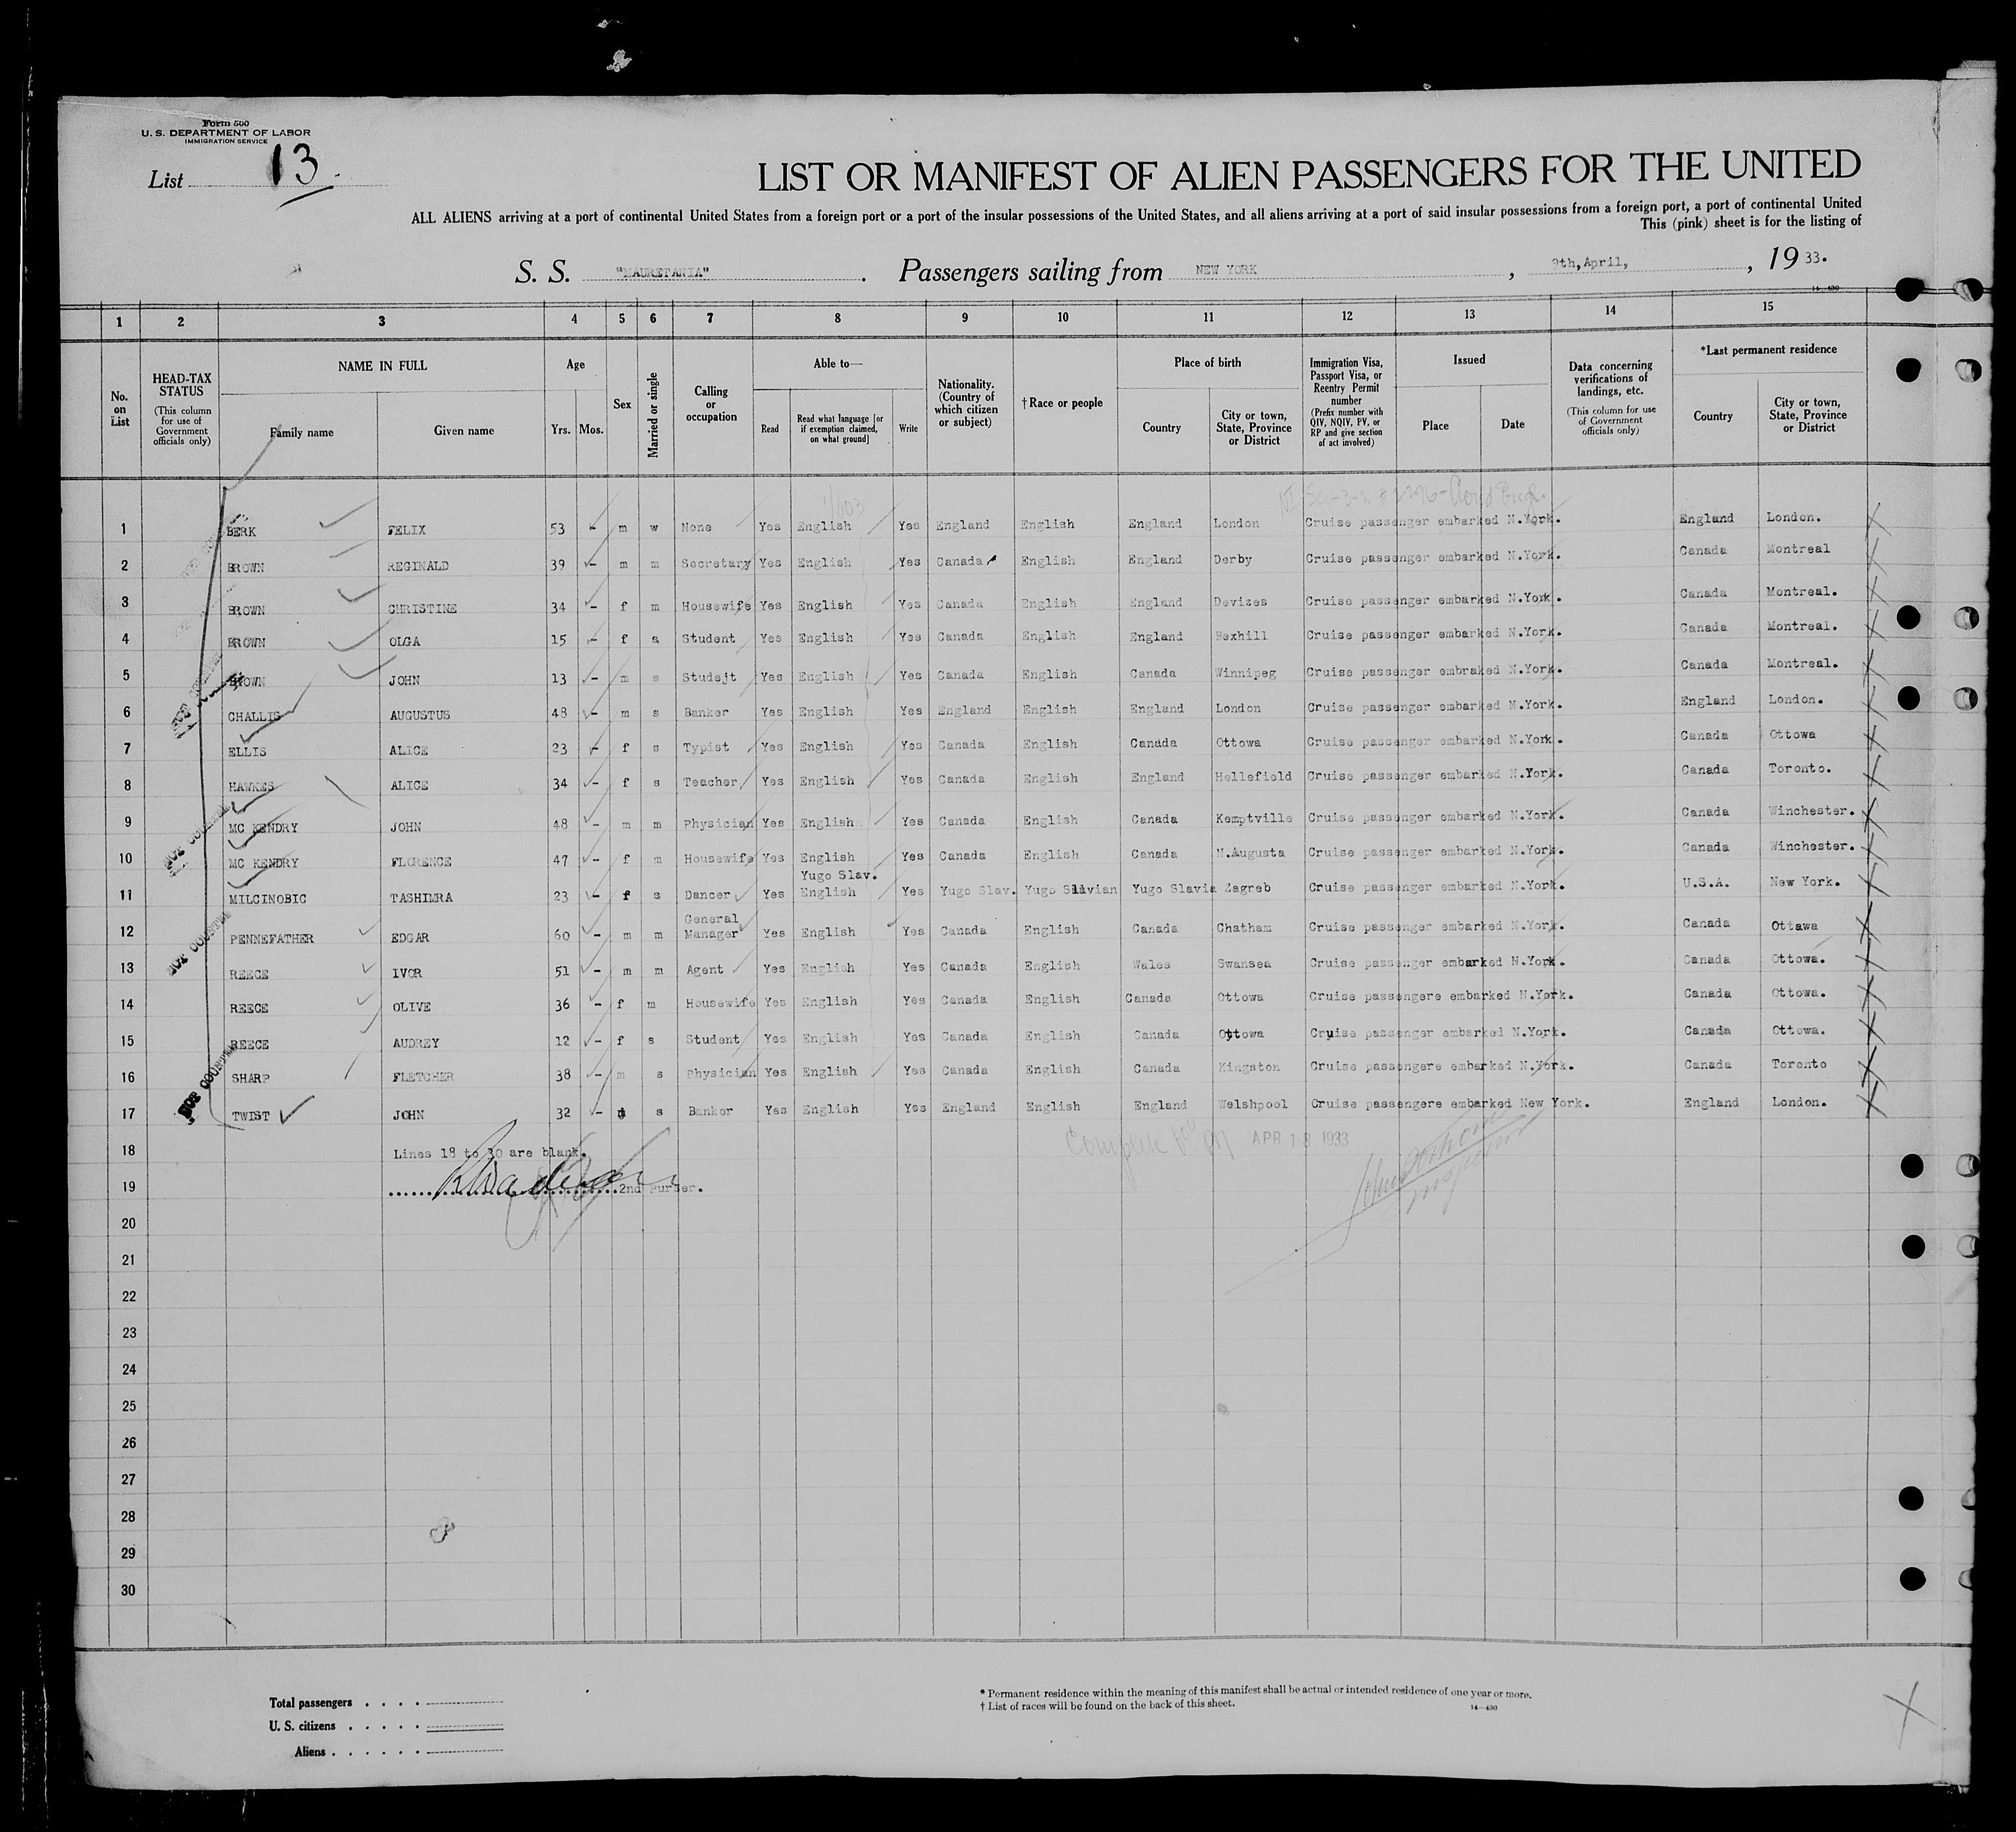 Form 500
U. S. DEPARTMENT OF LABOR
IMMIGRATION SERVICE
List 13
LIST OR MANIFEST OF ALIEN PASSENGERS FOR THE UNITED
ALL ALIENS arriving at a port of continental United States from a foreign port or a port of the insular possessions of the United States, and all aliens arriving at a port of said insular possessions from a foreign port, a port of continental United
This (pink) sheet is for the listing of
S. S. "MAURETANIA". Passengers sailing from NEW YORK, 9th, April, 1933.
14—430
1 2 3 4 5 6 7 8 9 10 11 12 13 14 15
No. on List
HEAD-TAX STATUS (This column for use of Government officials only)
NAME IN FULL
Family name Given name
Age
Yrs. Mos.
Sex
Married or single
Calling or occupation
Able to—
Read Read what language [or if exemption claimed, on what ground] Write
Nationality. (Country of which citizen or subject)
†Race or people
Place of birth
Country City or town, State, Province or District
Immigration Visa, Passport Visa, or Reentry Permit number (Prefix number with QIV, NQIV, PV, or RP and give section of act involved)
Issued
Place Date
Data concerning verifications of landings, etc. (This column for use of Government officials only)
*Last permanent residence
Country City or town, State, Province or District
1 BERK FELIX 53 - m w None Yes English Yes England English England London Cruise passenger embarked N.York. England London.
2 BROWN REGINALD 39 - m m Secretary Yes English Yes Canada English England Derby Cruise passenger embarked N.York. Canada Montreal
3 BROWN CHRISTINE 34 - f m Housewife Yes English Yes Canada English England Devizes Cruise passenger embarked N.York. Canada Montreal.
4 BROWN OLGA 15 - f s Student Yes English Yes Canada English England Bexhill Cruise passenger embarked N.York. Canada Montreal.
5 BROWN JOHN 13 - m s Studejt Yes English Yes Canada English Canada Winnipeg Cruise passenger embraked N.York. Canada Montreal.
6 CHALLIS AUGUSTUS 48 - m s Banker Yes English Yes England English England London Cruise passenger embarked N.York. England London.
7 ELLIS ALICE 23 - f s Typist Yes English Yes Canada English Canada Ottowa Cruise passenger embarked N.York. Canada Ottowa
8 HAWKES ALICE 34 - f s Teacher Yes English Yes Canada English England Hellefield Cruise passenger embarked N.York. Canada Toronto.
9 MC KENDRY JOHN 48 - m m Physician Yes English Yes Canada English Canada Kemptville Cruise passenger embarked N.York. Canada Winchester.
10 MC KENDRY FLORENCE 47 - f m Housewife Yes English Yes Canada English Canada N.Augusta Cruise passenger embarked N.York. Canada Winchester.
11 MILCINOBIC TASHIMRA 23 - f s Dancer Yes Yugo Slav. English Yes Yugo Slav. Yugo Slavian Yugo Slavia Zagreb Cruise passenger embarked N.York. U.S.A. New York.
12 PENNEFATHER EDGAR 60 - m m General Manager Yes English Yes Canada English Canada Chatham Cruise passenger embarked N.York. Canada Ottawa
13 REECE IVOR 51 - m m Agent Yes English Yes Canada English Wales Swansea Cruise passenger embarked N.York. Canada Ottowa.
14 REECE OLIVE 36 - f m Housewife Yes English Yes Canada English Canada Ottowa Cruise passengere embarked N.York. Canada Ottowa.
15 REECE AUDREY 12 - f s Student Yes English Yes Canada English Canada Ottowa Cruise passenger embarked N.York. Canada Ottowa.
16 SHARP FLETCHER 38 - m s Physician Yes English Yes Canada English Canada Kingston Cruise passengere embarked N.York. Canada Toronto
17 TWIST JOHN 32 - s Banker Yes English Yes England English England Welshpool Cruise passengere embarked New York. England London.
18 Lines 18 to 30 are blank.
APR 18 1933
19 2nd Purser.
20
21
22
23
24
25
26
27
28
29
30
Total passengers
U. S. citizens
Aliens
* Permanent residence within the meaning of this manifest shall be actual or intended residence of one year or more.
† List of races will be found on the back of this sheet.
14—430